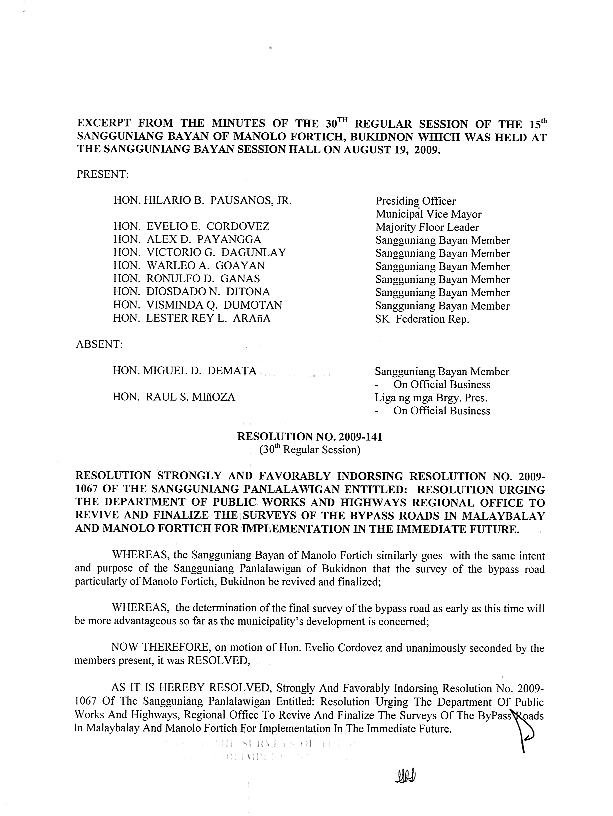 EXCERPT FROM THE MINUTES OF THE 30TH REGULAR SESSION OF THE 15th
SANGGUNIANG BAYAN OF MANOLO FORTICH, BUKIDNON WHICH WAS HELD AT
THE SANGGUNIANG BAYAN SESSION HALL ON AUGUST 19, 2009.
PRESENT:
HON. HILARIO B. PAUSANOS, JR. Presiding Officer
Municipal Vice Mayor
HON. EVELIO E. CORDOVEZ Majority Floor Leader
HON. ALEX D. PAYANGGA Sangguniang Bayan Member
HON. VICTORIO G. DAGUNLAY Sangguniang Bayan Member
HON. WARLEO A. GOAYAN Sangguniang Bayan Member
HON. RONULFO D. GANAS Sangguniang Bayan Member
HON. DIOSDADO N. DITONA Sangguniang Bayan Member
HON. VISMINDA Q. DUMOTAN Sangguniang Bayan Member
HON. LESTER REY L. ARAñA SK Federation Rep.
ABSENT:
HON. MIGUEL D. DEMATA Sangguniang Bayan Member
- On Official Business
HON. RAUL S. MIñOZA Liga ng mga Brgy. Pres.
- On Official Business
RESOLUTION NO. 2009-141
(30th Regular Session)
RESOLUTION STRONGLY AND FAVORABLY INDORSING RESOLUTION NO. 2009-
1067 OF THE SANGGUNIANG PANLALAWIGAN ENTITLED: RESOLUTION URGING
THE DEPARTMENT OF PUBLIC WORKS AND HIGHWAYS REGIONAL OFFICE TO
REVIVE AND FINALIZE THE SURVEYS OF THE BYPASS ROADS IN MALAYBALAY
AND MANOLO FORTICH FOR IMPLEMENTATION IN THE IMMEDIATE FUTURE.
WHEREAS, the Sangguniang Bayan of Manolo Fortich similarly goes with the same intent
and purpose of the Sangguniang Panlalawigan of Bukidnon that the survey of the bypass road
particularly of Manolo Fortich, Bukidnon be revived and finalized;
WHEREAS, the determination of the final survey of the bypass road as early as this time will
be more advantageous so far as the municipality's development is concerned;
NOW THEREFORE, on motion of Hon. Evelio Cordovez and unanimously seconded by the
members present, it was RESOLVED,
AS IT IS HEREBY RESOLVED, Strongly And Favorably Indorsing Resolution No. 2009-
1067 Of The Sangguniang Panlalawigan Entitled: Resolution Urging The Department Of Public
Works And Highways, Regional Office To Revive And Finalize The Surveys Of The ByPass Roads
In Malaybalay And Manolo Fortich For Implementation In The Immediate Future.